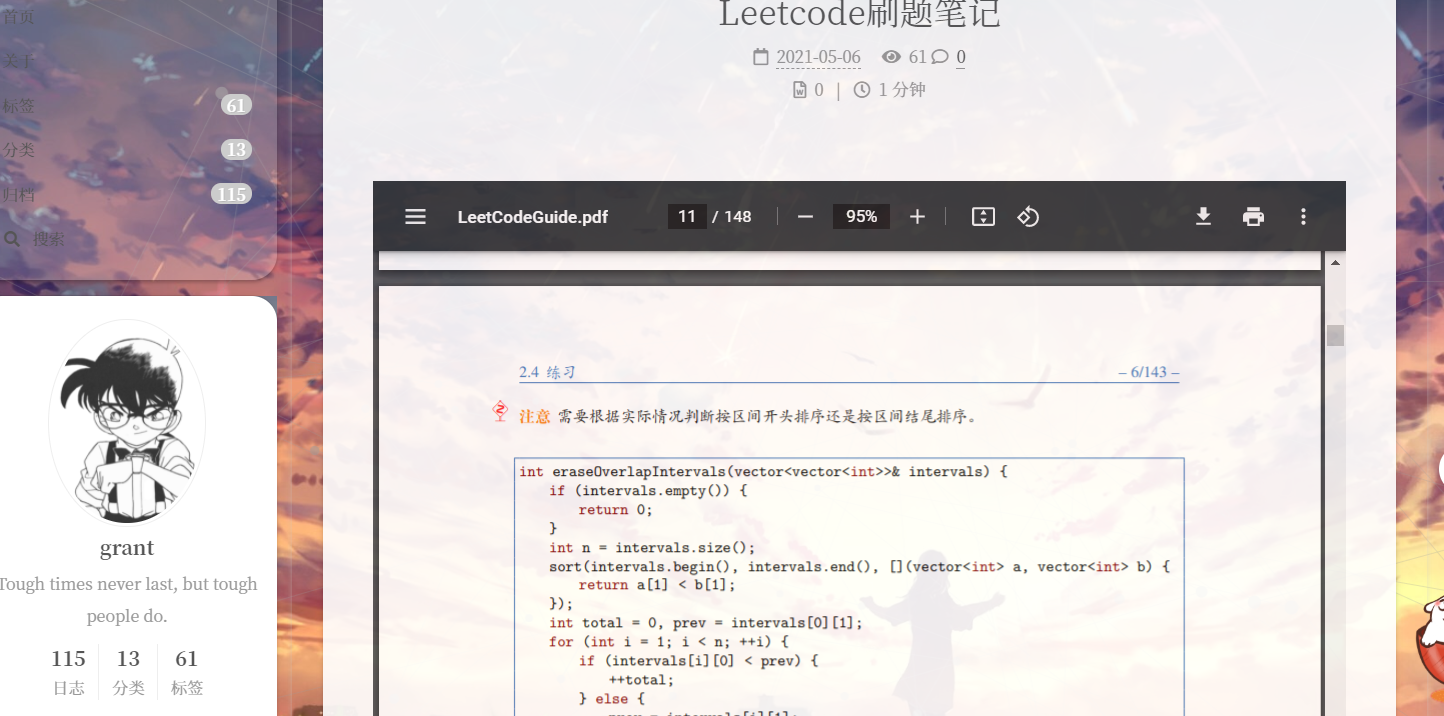 首页
关于
标签 61
分类 13
归档 115
搜索
grant
Tough times never last, but tough
people do.
115 13 61
日志 分类 标签
Leetcode刷题笔记
2021-05-06 61 0
0 | 1 分钟
LeetCodeGuide.pdf 11 / 148 95%
2.4 练习 – 6/143 –
注意 需要根据实际情况判断按区间开头排序还是按区间结尾排序。
int eraseOverlapIntervals(vector<vector<int>>& intervals) {
if (intervals.empty()) {
return 0;
}
int n = intervals.size();
sort(intervals.begin(), intervals.end(), [](vector<int> a, vector<int> b) {
return a[1] < b[1];
});
int total = 0, prev = intervals[0][1];
for (int i = 1; i < n; ++i) {
if (intervals[i][0] < prev) {
++total;
} else {
prev = intervals[i][1];